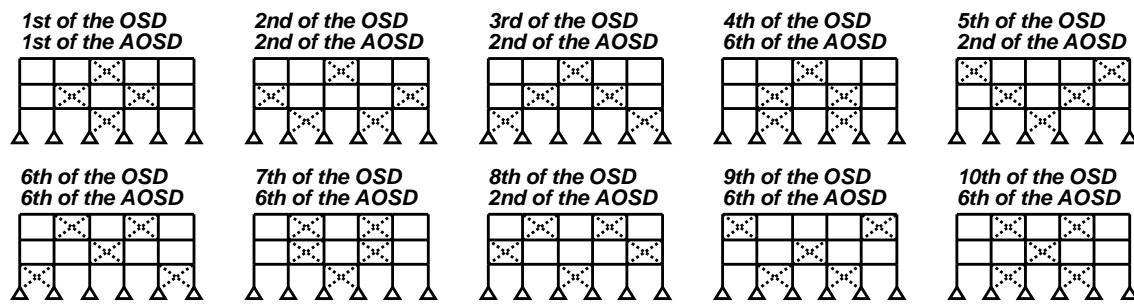 1st of the OSD
1st of the AOSD
2nd of the OSD
2nd of the AOSD
3rd of the OSD
2nd of the AOSD
4th of the OSD
6th of the AOSD
5th of the OSD
2nd of the AOSD
6th of the OSD
6th of the AOSD
7th of the OSD
6th of the AOSD
8th of the OSD
2nd of the AOSD
9th of the OSD
6th of the AOSD
10th of the OSD
6th of the AOSD